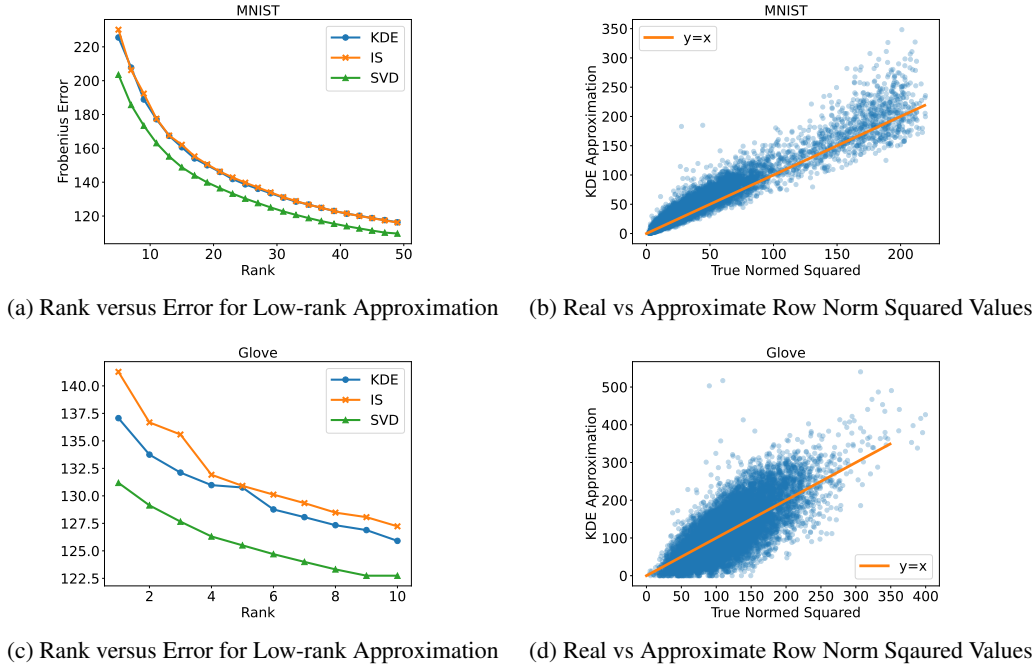 MNIST
Frobenius Error
220
200
180
160
140
120
10
20
30
40
50
Rank
KDE
IS
SVD
(a) Rank versus Error for Low-rank Approximation
MNIST
KDE Approximation
350
300
250
200
150
100
50
0
0
50
100
150
200
True Normed Squared
y=x
(b) Real vs Approximate Row Norm Squared Values
Glove
Frobenius Error
140.0
137.5
135.0
132.5
130.0
127.5
125.0
122.5
2
4
6
8
10
Rank
KDE
IS
SVD
(c) Rank versus Error for Low-rank Approximation
Glove
KDE Approximation
500
400
300
200
100
0
0
50
100
150
200
250
300
350
400
True Normed Squared
y=x
(d) Real vs Approximate Row Norm Squared Values